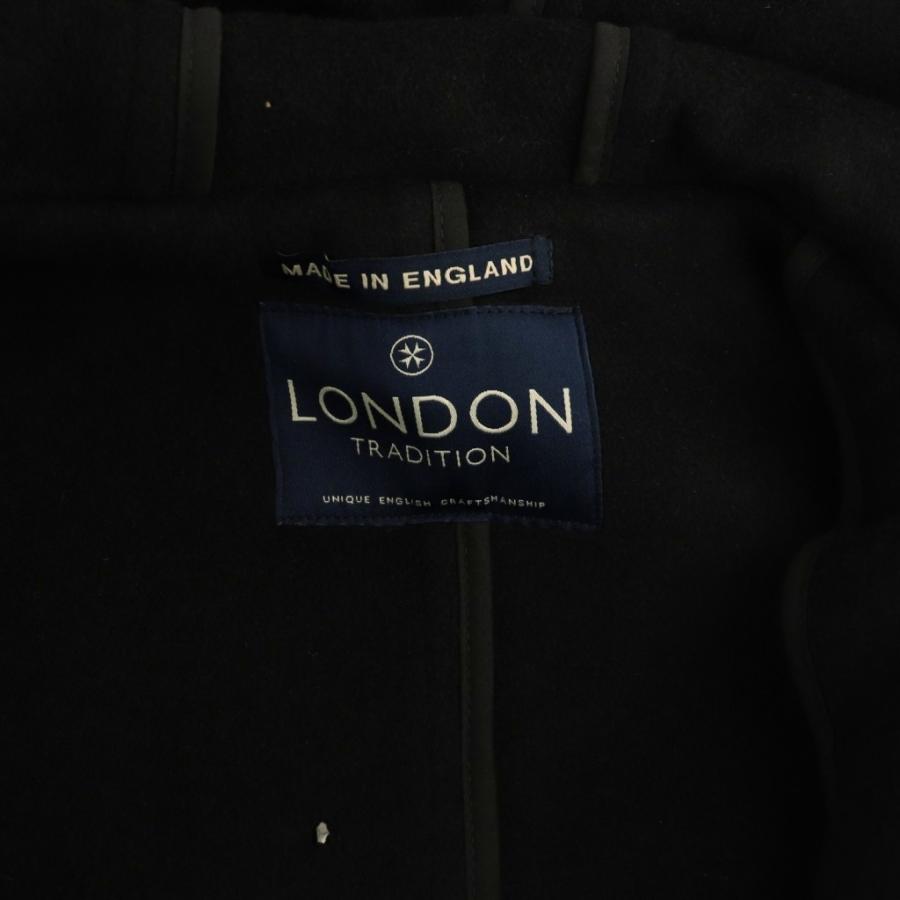 MADE IN ENGLAND
LONDON
TRADITION
UNIQUE ENGLISH CRAFTSMANSHIP